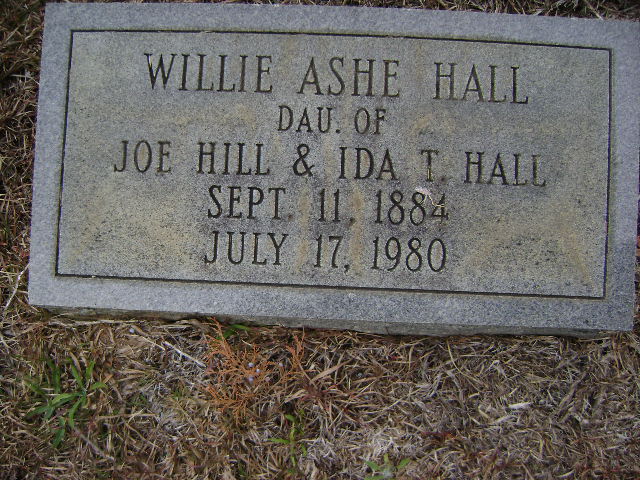 WILLIE ASHE HALL
DAU. OF
JOE HILL & IDA T. HALL
SEPT. 11, 1884
JULY 17, 1980